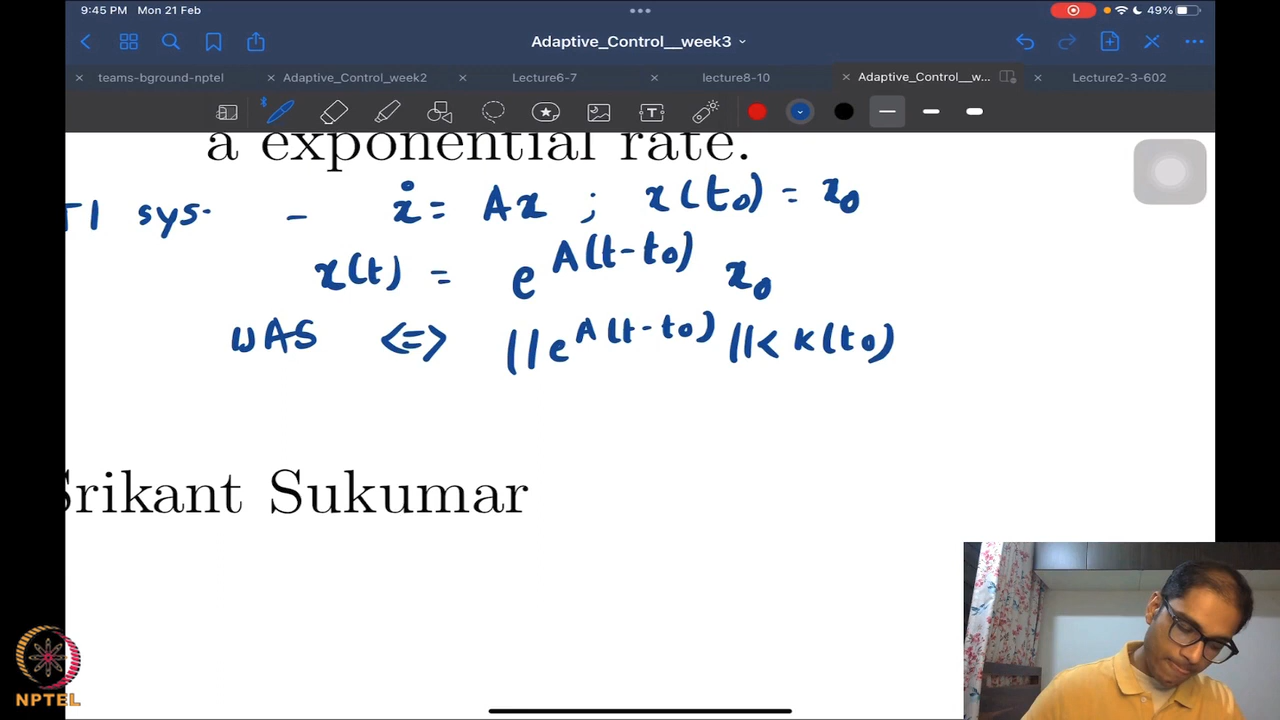 9:45 PM Mon 21 Feb
49%
Adaptive_Control__week3
teams-bground-nptel
Adaptive_Control_week2
Lecture6-7
lecture8-10
Adaptive_Control__w...
Lecture2-3-602
a exponential rate.
TI sys. - ẋ = Ax ; x(t0) = x0
x(t) = e^A(t-t0) x0
UAS <=> ||e^A(t-t0)|| < K(t0)
Srikant Sukumar
NPTEL